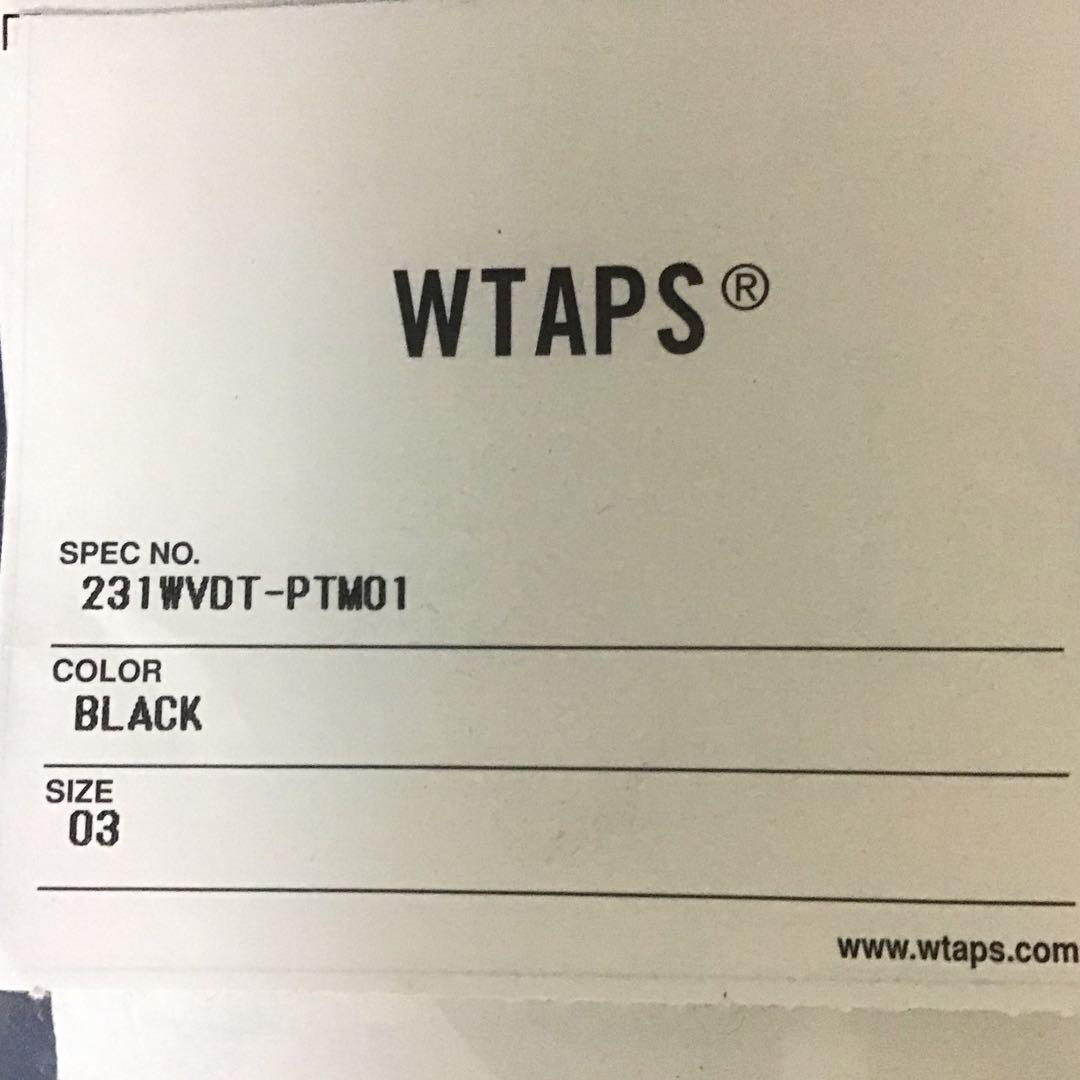 WTAPS®
SPEC NO.
231WVDT-PTM01
COLOR
BLACK
SIZE
03
www.wtaps.com